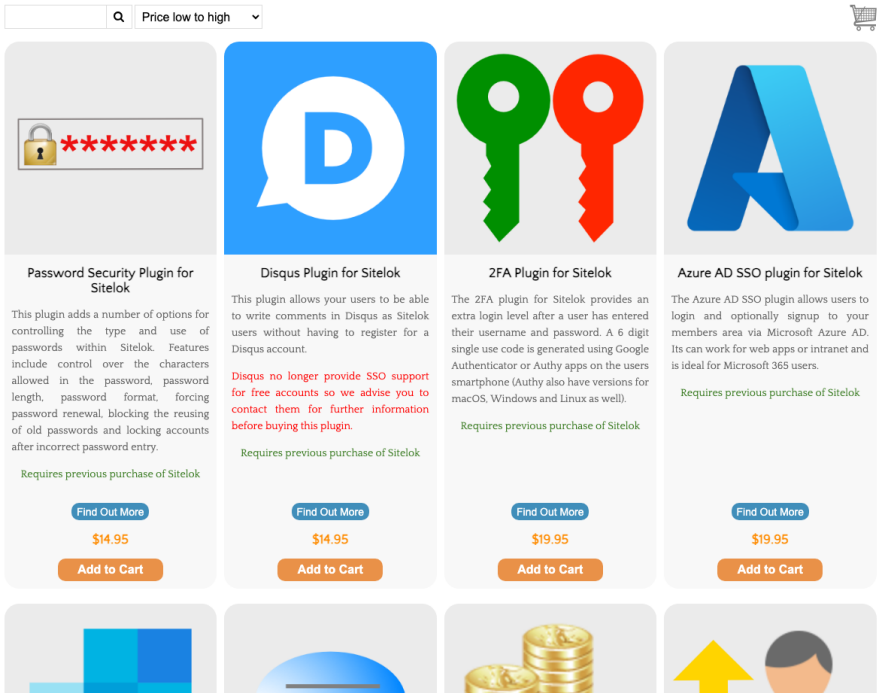 Price low to high
*******
D
Password Security Plugin for
Sitelok
This plugin adds a number of options for
controlling the type and use of
passwords within Sitelok. Features
include control over the characters
allowed in the password, password
length, password format, forcing
password renewal, blocking the reusing
of old passwords and locking accounts
after incorrect password entry.
Requires previous purchase of Sitelok
Find Out More
$14.95
Add to Cart
Disqus Plugin for Sitelok
This plugin allows your users to be able
to write comments in Disqus as Sitelok
users without having to register for a
Disqus account.
Disqus no longer provide SSO support
for free accounts so we advise you to
contact them for further information
before buying this plugin.
Requires previous purchase of Sitelok
Find Out More
$14.95
Add to Cart
2FA Plugin for Sitelok
The 2FA plugin for Sitelok provides an
extra login level after a user has entered
their username and password. A 6 digit
single use code is generated using Google
Authenticator or Authy apps on the users
smartphone (Authy also have versions for
macOS, Windows and Linux as well).
Requires previous purchase of Sitelok
Find Out More
$19.95
Add to Cart
Azure AD SSO plugin for Sitelok
The Azure AD SSO plugin allows users to
login and optionally signup to your
members area via Microsoft Azure AD.
Its can work for web apps or intranet and
is ideal for Microsoft 365 users.
Requires previous purchase of Sitelok
Find Out More
$19.95
Add to Cart